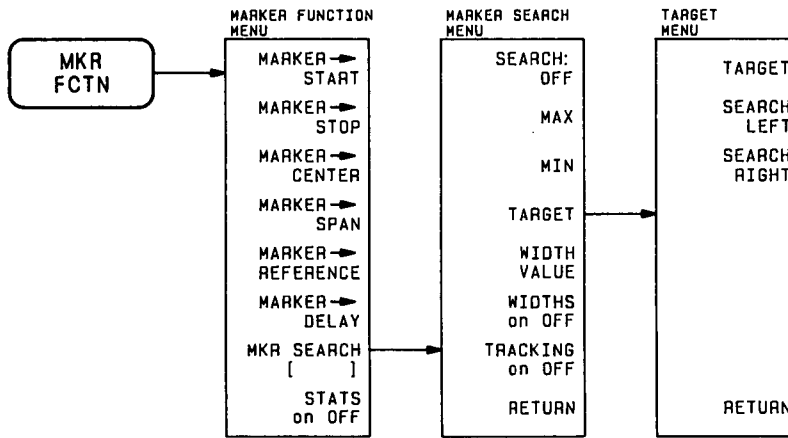 MKR
FCTN
MARKER FUNCTION
MENU
MARKER→
START
MARKER→
STOP
MARKER→
CENTER
MARKER→
SPAN
MARKER→
REFERENCE
MARKER→
DELAY
MKR SEARCH
[ ]
STATS
on OFF
MARKER SEARCH
MENU
SEARCH:
OFF
MAX
MIN
TARGET
WIDTH
VALUE
WIDTHS
on OFF
TRACKING
on OFF
RETURN
TARGET
MENU
TARGET
SEARCH
LEFT
SEARCH
RIGHT
RETURN